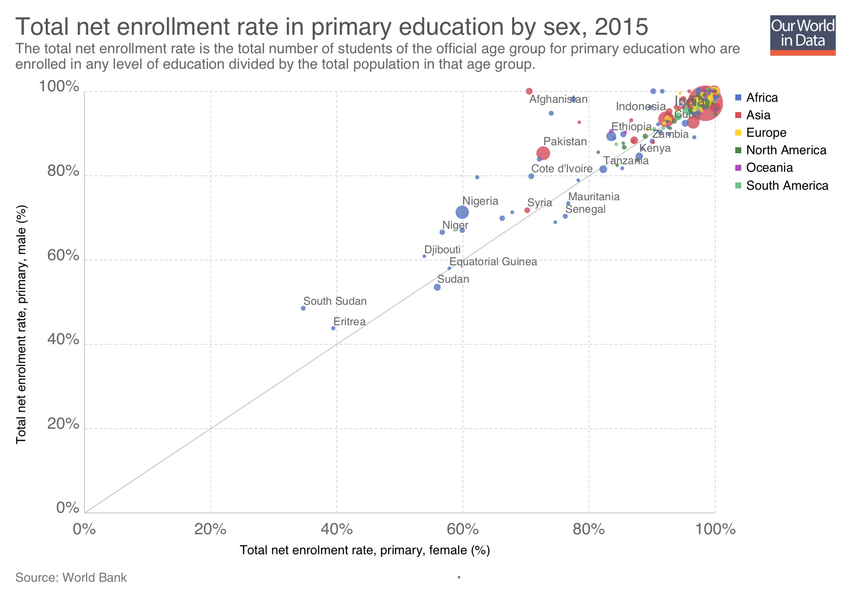 Total net enrollment rate in primary education by sex, 2015
The total net enrollment rate is the total number of students of the official age group for primary education who are
enrolled in any level of education divided by the total population in that age group.
Our World
in Data
Total net enrolment rate, primary, male (%)
100%
80%
60%
40%
20%
0%
0%
20%
40%
60%
80%
100%
Total net enrolment rate, primary, female (%)
Afghanistan
Indonesia
India
Cuba
Ethiopia
Zambia
Pakistan
Kenya
Tanzania
Cote d'Ivoire
Mauritania
Nigeria
Syria
Senegal
Niger
Djibouti
Equatorial Guinea
Sudan
South Sudan
Eritrea
Africa
Asia
Europe
North America
Oceania
South America
Source: World Bank